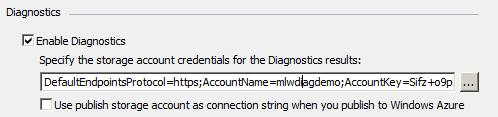 Diagnostics
Enable Diagnostics
Specify the storage account credentials for the Diagnostics results:
DefaultEndpointsProtocol=https;AccountName=mlwdiagdemo;AccountKey=Sifz+o9p
...
Use publish storage account as connection string when you publish to Windows Azure